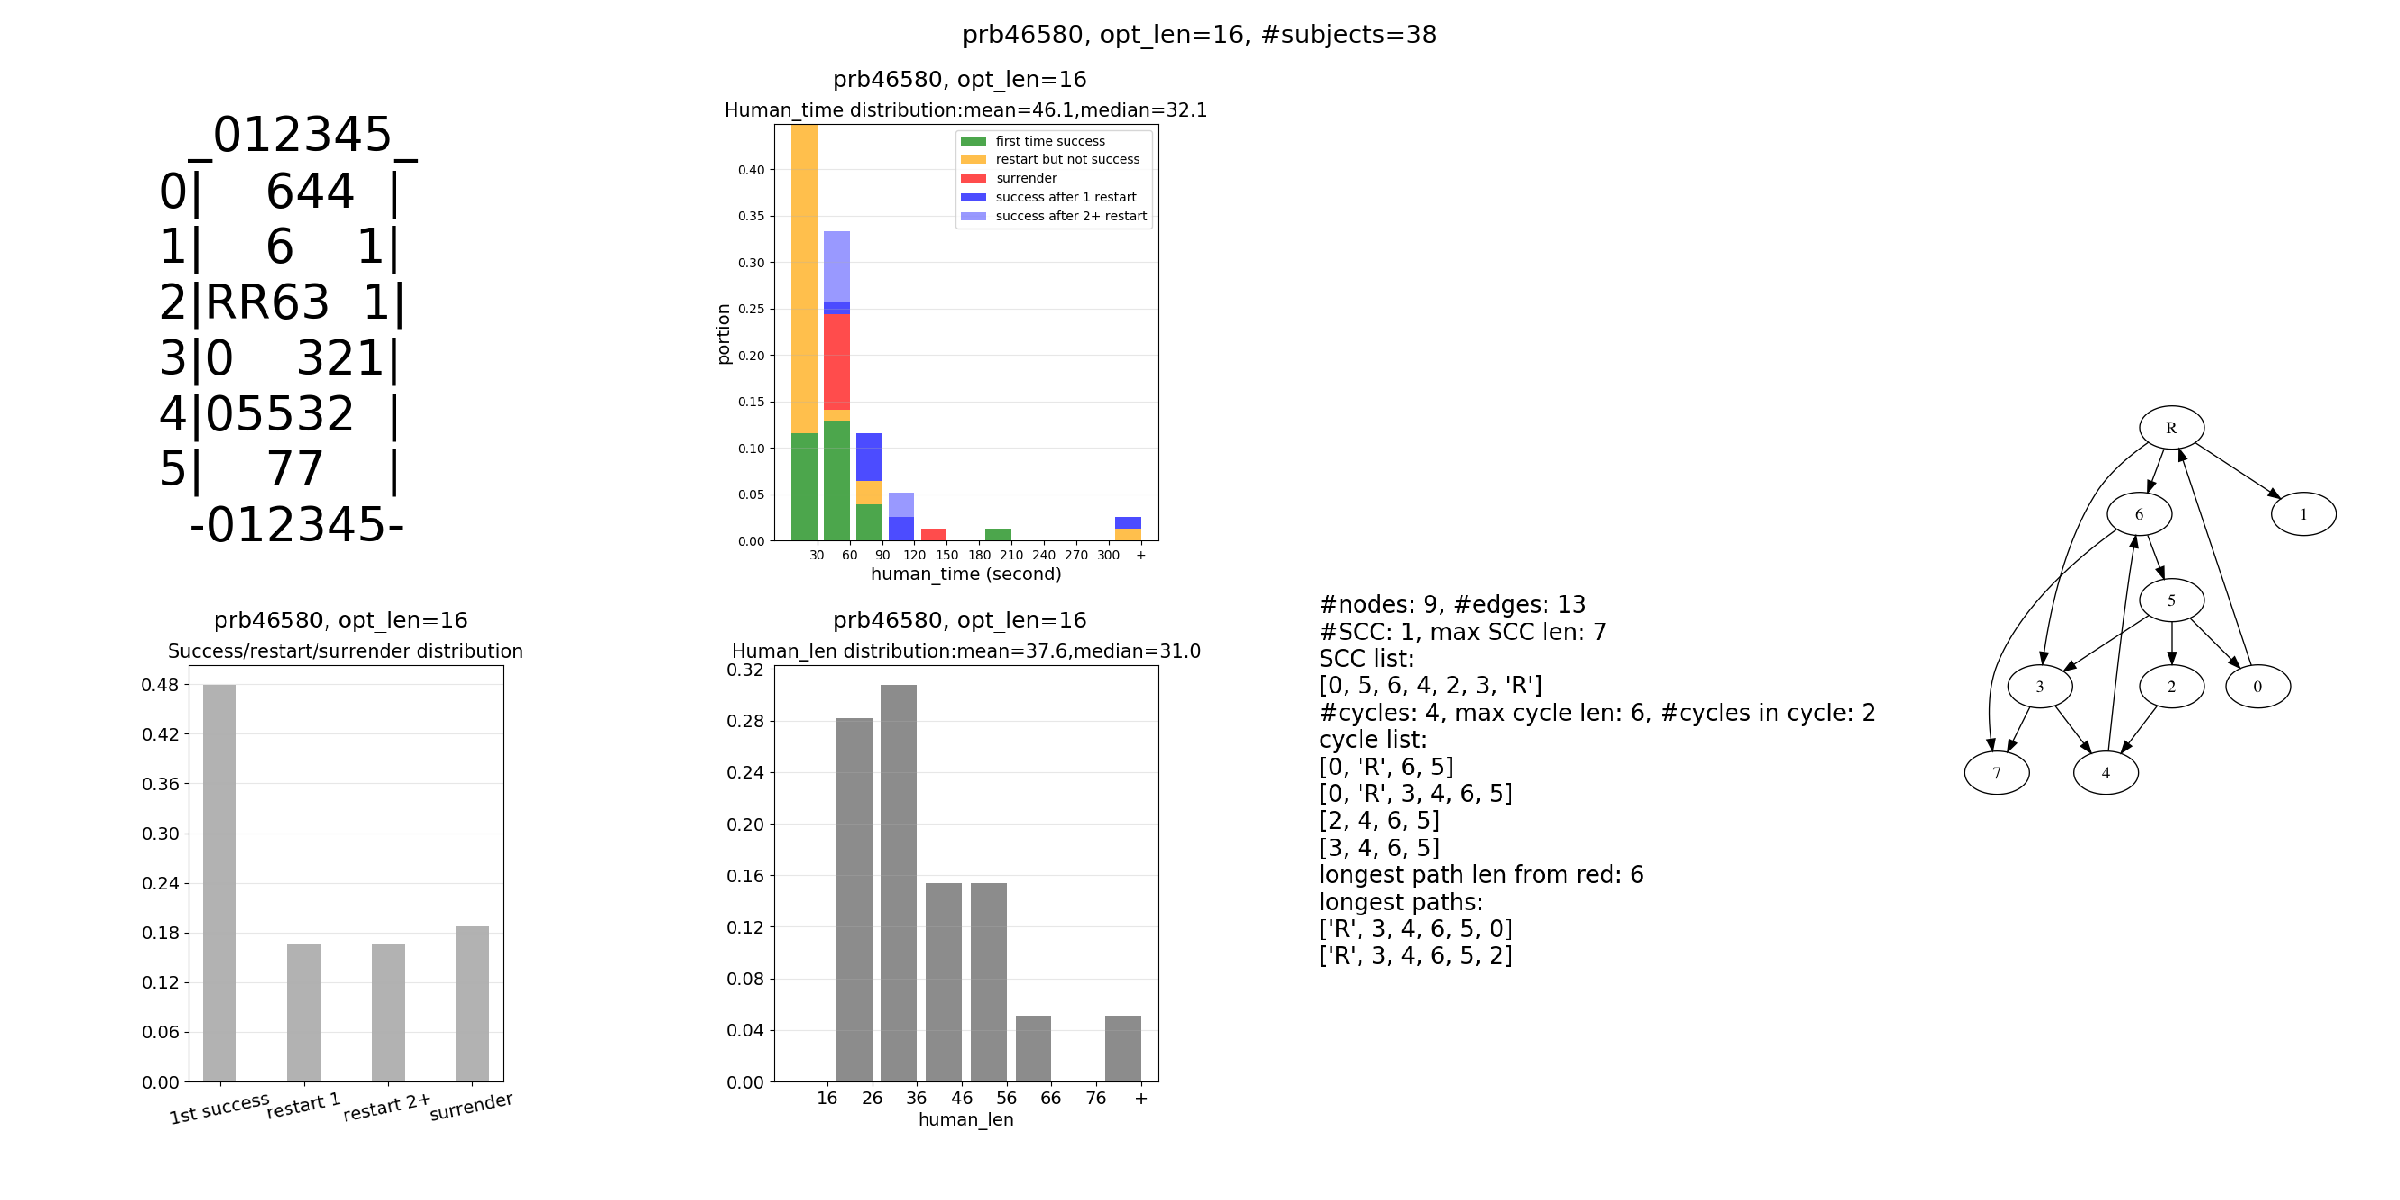 prb46580, opt_len=16, #subjects=38
_012345_
0|  644  |
1|  6  1|
2|RR63 1|
3|0  321|
4|05532  |
5|  77  |
-012345-
prb46580, opt_len=16
Human_time distribution:mean=46.1,median=32.1
first time success
restart but not success
surrender
success after 1 restart
success after 2+ restart
0.40
0.35
0.30
0.25
0.20
0.15
0.10
0.05
0.00
portion
30 60 90 120 150 180 210 240 270 300 +
human_time (second)
prb46580, opt_len=16
Success/restart/surrender distribution
0.48
0.42
0.36
0.30
0.24
0.18
0.12
0.06
0.00
1st success restart 1 restart 2+ surrender
prb46580, opt_len=16
Human_len distribution:mean=37.6,median=31.0
0.32
0.28
0.24
0.20
0.16
0.12
0.08
0.04
0.00
16 26 36 46 56 66 76 +
human_len
#nodes: 9, #edges: 13
#SCC: 1, max SCC len: 7
SCC list:
[0, 5, 6, 4, 2, 3, 'R']
#cycles: 4, max cycle len: 6, #cycles in cycle: 2
cycle list:
[0, 'R', 6, 5]
[0, 'R', 3, 4, 6, 5]
[2, 4, 6, 5]
[3, 4, 6, 5]
longest path len from red: 6
longest paths:
['R', 3, 4, 6, 5, 0]
['R', 3, 4, 6, 5, 2]
R
6
1
5
3
2
0
7
4